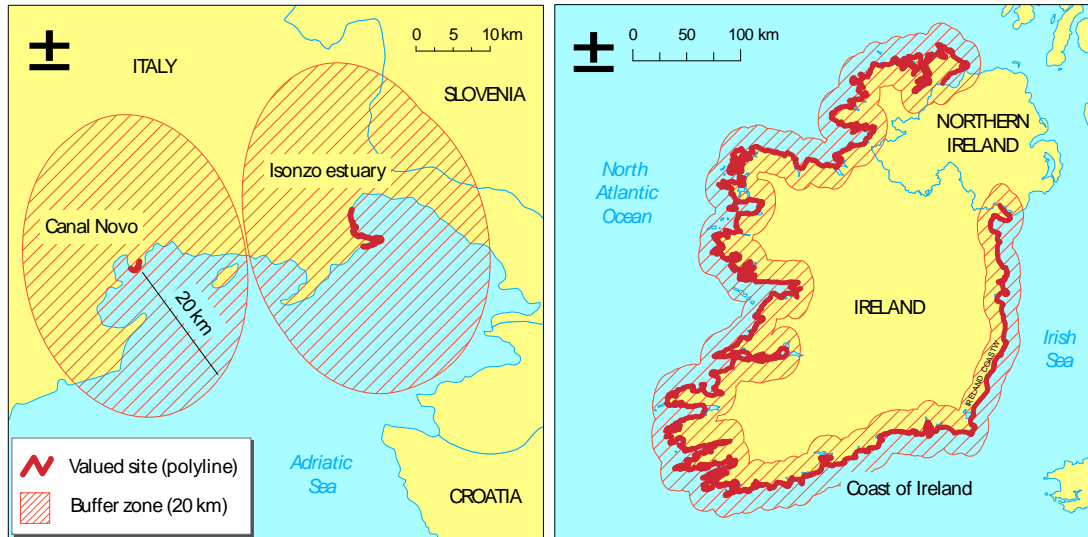 0 5 10 km
ITALY
SLOVENIA
Isonzo estuary
Canal Novo
20 km
Valued site (polyline)
Buffer zone (20 km)
Adriatic
Sea
CROATIA
0 50 100 km
NORTHERN
IRELAND
North
Atlantic
Ocean
IRELAND
Irish
Sea
IRELAND COASTW
Coast of Ireland